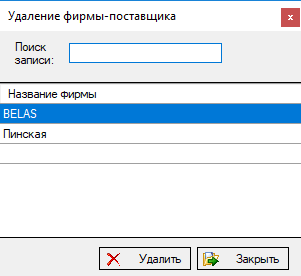 Удаление фирмы-поставщика
Поиск
записи:
Название фирмы
BELAS
Пинская
Удалить
Закрыть